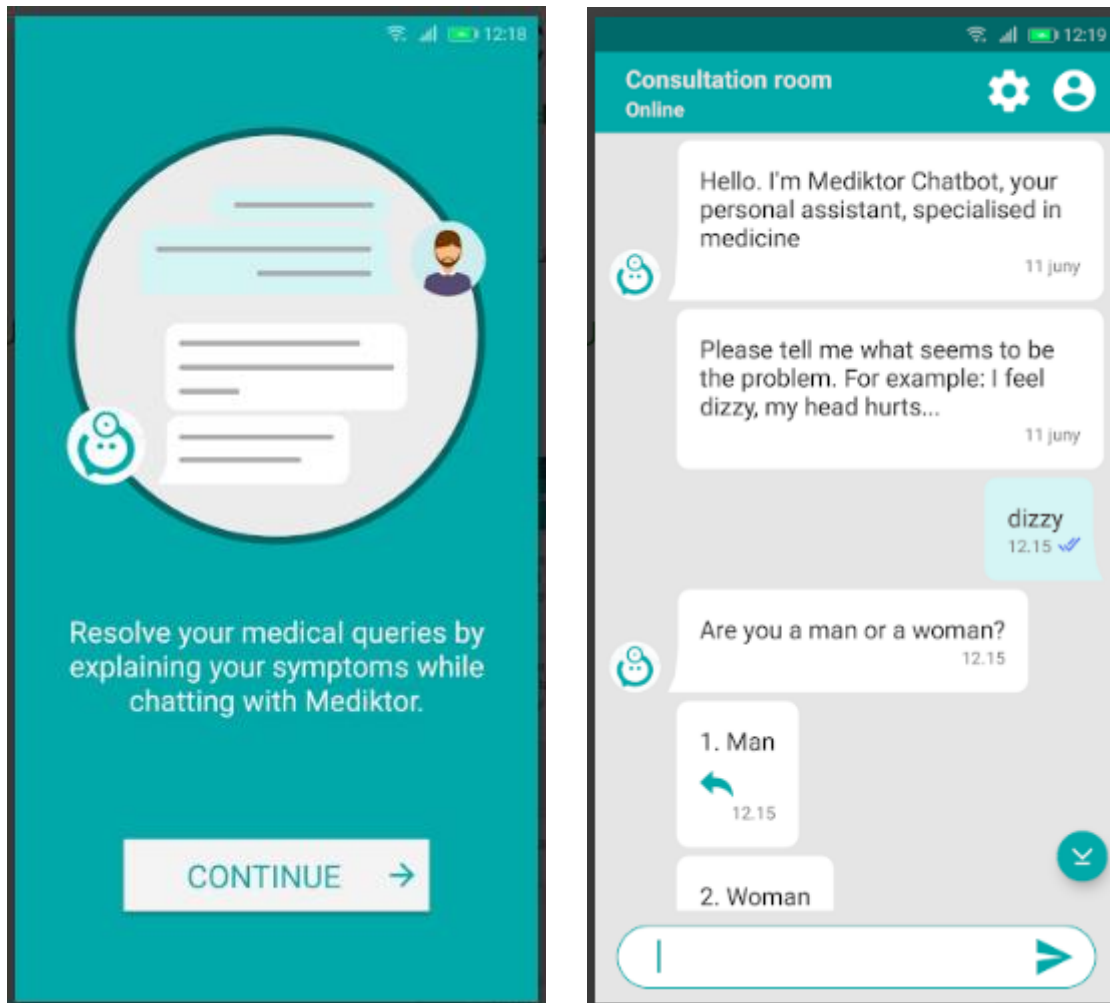 12:18
Resolve your medical queries by
explaining your symptoms while
chatting with Mediktor.
CONTINUE
12:19
Consultation room
Online
Hello. I'm Mediktor Chatbot, your
personal assistant, specialised in
medicine
11 juny
Please tell me what seems to be
the problem. For example: I feel
dizzy, my head hurts...
11 juny
dizzy
12.15
Are you a man or a woman?
12.15
1. Man
12.15
2. Woman